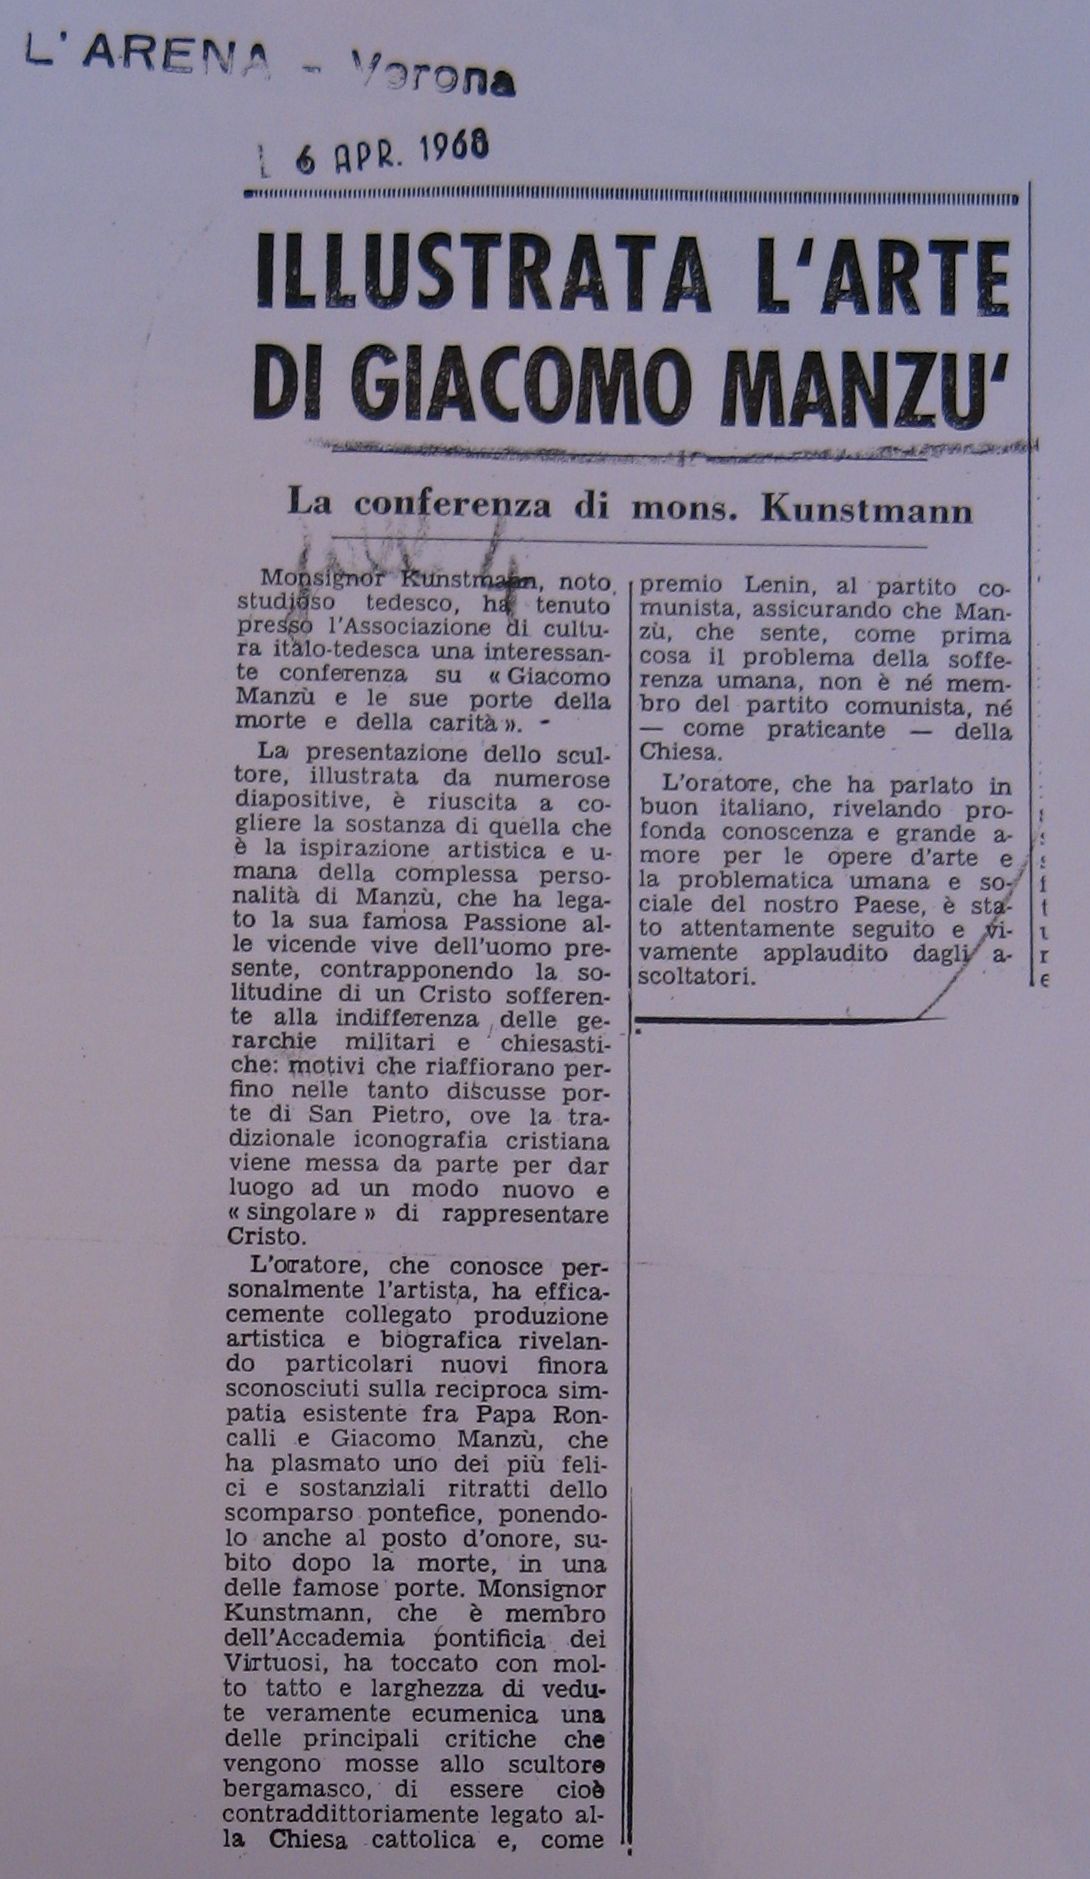 L'ARENA - Verona
6 APR. 1968
ILLUSTRATA L'ARTE
DI GIACOMO MANZU'
La conferenza di mons. Kunstmann
Monsignor Kunstmann, noto
studioso tedesco, ha tenuto
presso l'Associazione di cultu-
ra italo-tedesca una interessan-
te conferenza su « Giacomo
Manzù e le sue porte della
morte e della carità ».
La presentazione dello scul-
tore, illustrata da numerose
diapositive, è riuscita a co-
gliere la sostanza di quella che
è la ispirazione artistica e u-
mana della complessa perso-
nalità di Manzù, che ha lega-
to la sua famosa Passione al-
le vicende vive dell'uomo pre-
sente, contrapponendo la so-
litudine di un Cristo sofferen-
te alla indifferenza delle ge-
rarchie militari e chiesasti-
che: motivi che riaffiorano per-
fino nelle tanto discusse por-
te di San Pietro, ove la tra-
dizionale iconografia cristiana
viene messa da parte per dar
luogo ad un modo nuovo e
« singolare » di rappresentare
Cristo.
L'oratore, che conosce per-
sonalmente l'artista, ha effica-
cemente collegato produzione
artistica e biografica rivelan-
do particolari nuovi finora
sconosciuti sulla reciproca sim-
patia esistente fra Papa Ron-
calli e Giacomo Manzù, che
ha plasmato uno dei più feli-
ci e sostanziali ritratti dello
scomparso pontefice, ponendo-
lo anche al posto d'onore, su-
bito dopo la morte, in una
delle famose porte. Monsignor
Kunstmann, che è membro
dell'Accademia pontificia dei
Virtuosi, ha toccato con mol-
to tatto e larghezza di vedu-
te veramente ecumenica una
delle principali critiche che
vengono mosse allo scultore
bergamasco, di essere cioè
contraddittoriamente legato al-
la Chiesa cattolica e, come
premio Lenin, al partito co-
munista, assicurando che Man-
zù, che sente, come prima
cosa il problema della soffe-
renza umana, non è né mem-
bro del partito comunista, né
— come praticante — della
Chiesa.
L'oratore, che ha parlato in
buon italiano, rivelando pro-
fonda conoscenza e grande a-
more per le opere d'arte e
la problematica umana e so-
ciale del nostro Paese, è sta-
to attentamente seguito e vi-
vamente applaudito dagli a-
scoltatori.